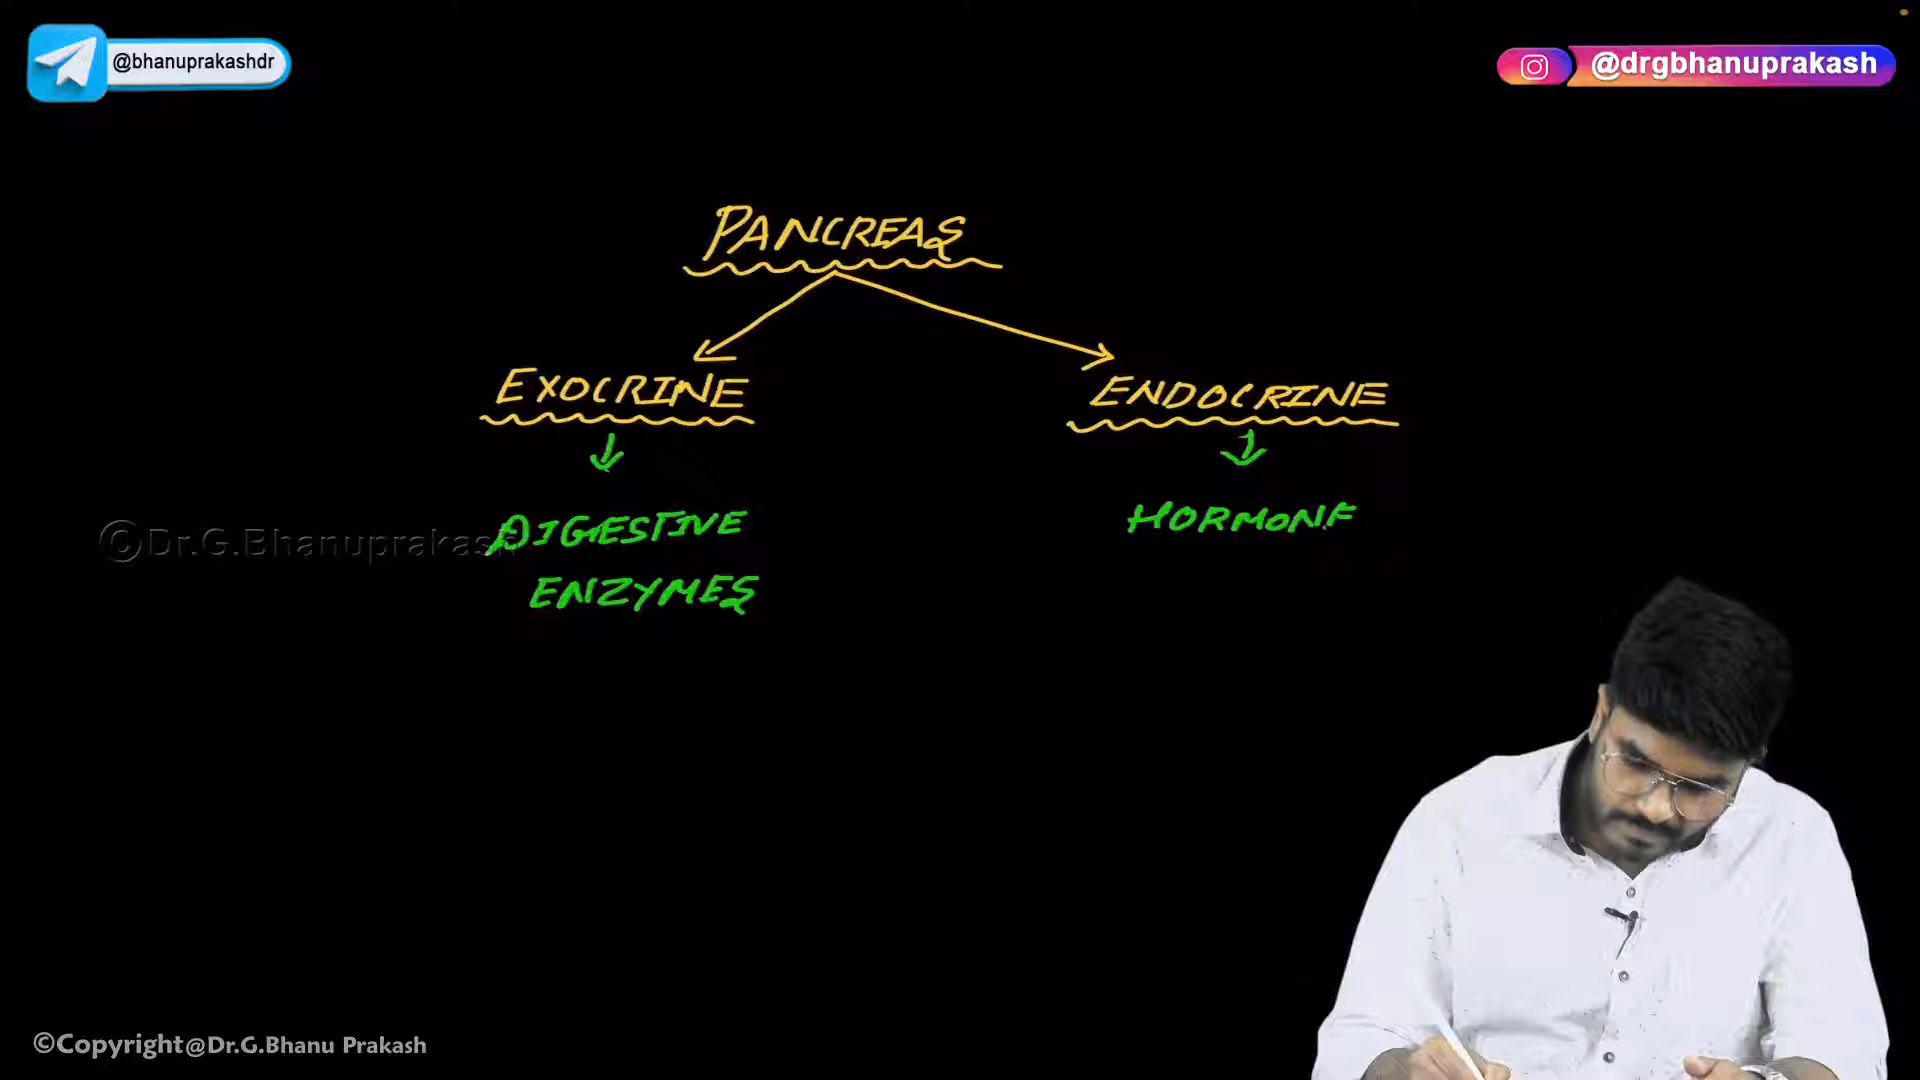 @bhanuprakashdr
@drgbhanuprakash
PANCREAS
EXOCRINE
ENDOCRINE
DIGESTIVE
ENZYMES
HORMONE
©Dr.G.Bhanuprakash
©Copyright@Dr.G.Bhanu Prakash